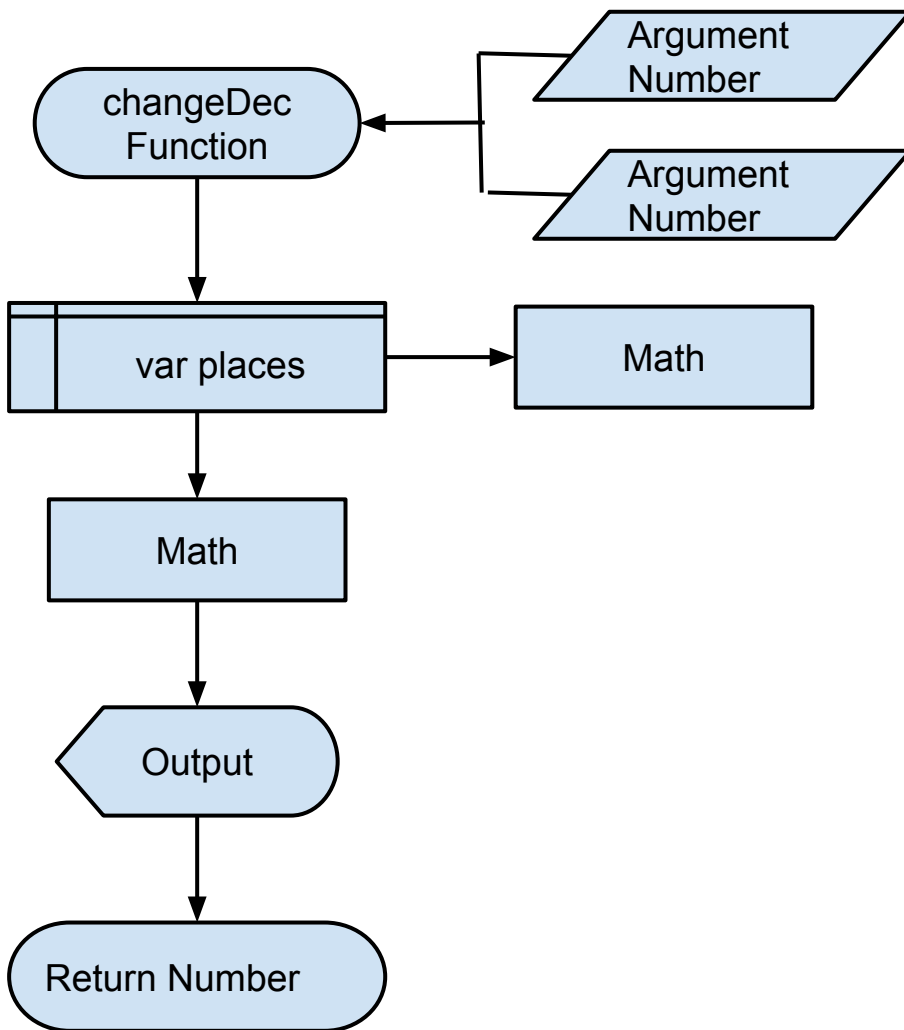 Argument
Number
changeDec
Function
Argument
Number
var places
Math
Math
Output
Return Number